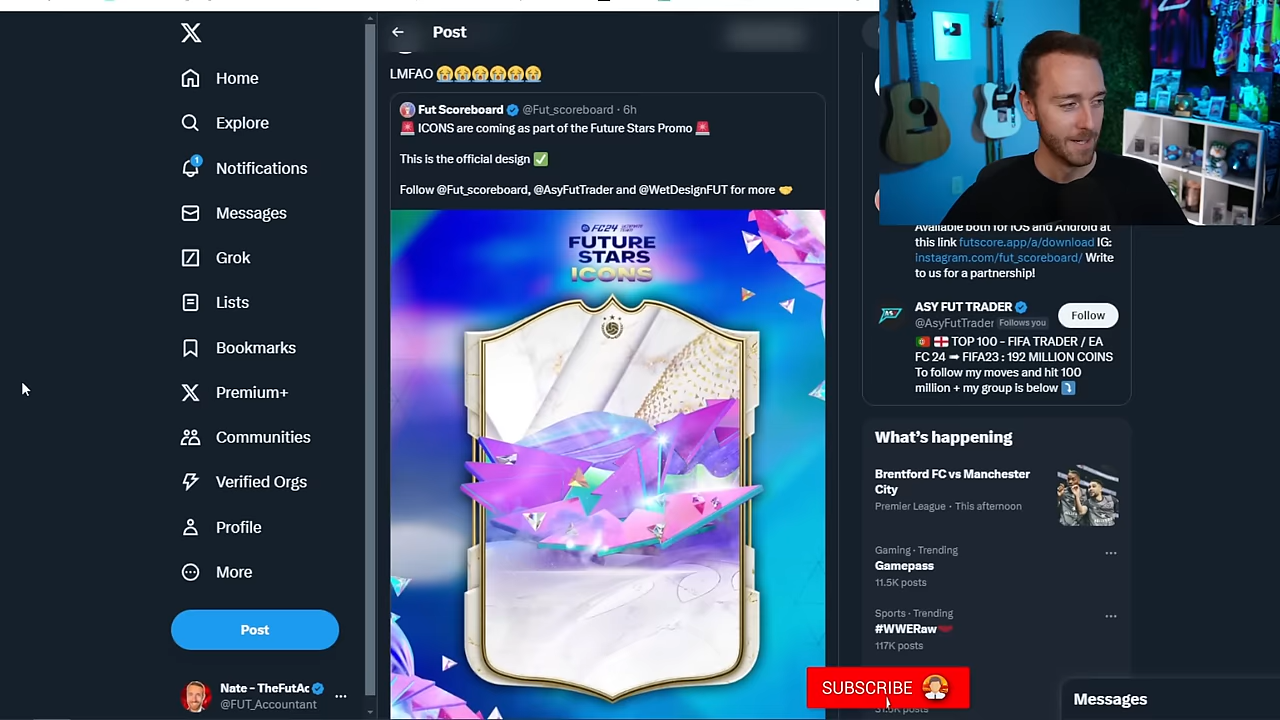 Home
Explore
1
Notifications
Messages
Grok
Lists
Bookmarks
Premium+
Communities
Verified Orgs
Profile
More
Post
Nate – TheFutAc
@FUT_Accountant
Post
LMFAO 😭😭😭😭😭😭
Fut Scoreboard @Fut_scoreboard · 6h
🚨 ICONS are coming as part of the Future Stars Promo 🚨
This is the official design ✅
Follow @Fut_scoreboard, @AsyFutTrader and @WetDesignFUT for more 🤝
FC24
FUTURE
STARS
ICONS
Available both for iOS and Android at
this link futscore.app/a/download IG:
instagram.com/fut_scoreboard/ Write
to us for a partnership!
ASY FUT TRADER
@AsyFutTrader Follows you
Follow
🇵🇹 🏴󠁧󠁢󠁥󠁮󠁧󠁿 TOP 100 - FIFA TRADER / EA
FC 24 ➡ FIFA23 : 192 MILLION COINS
To follow my moves and hit 100
million + my group is below ⤵
What's happening
Brentford FC vs Manchester
City
Premier League · This afternoon
Gaming · Trending
Gamepass
11.5K posts
Sports · Trending
#WWERaw
117K posts
SUBSCRIBE
Messages